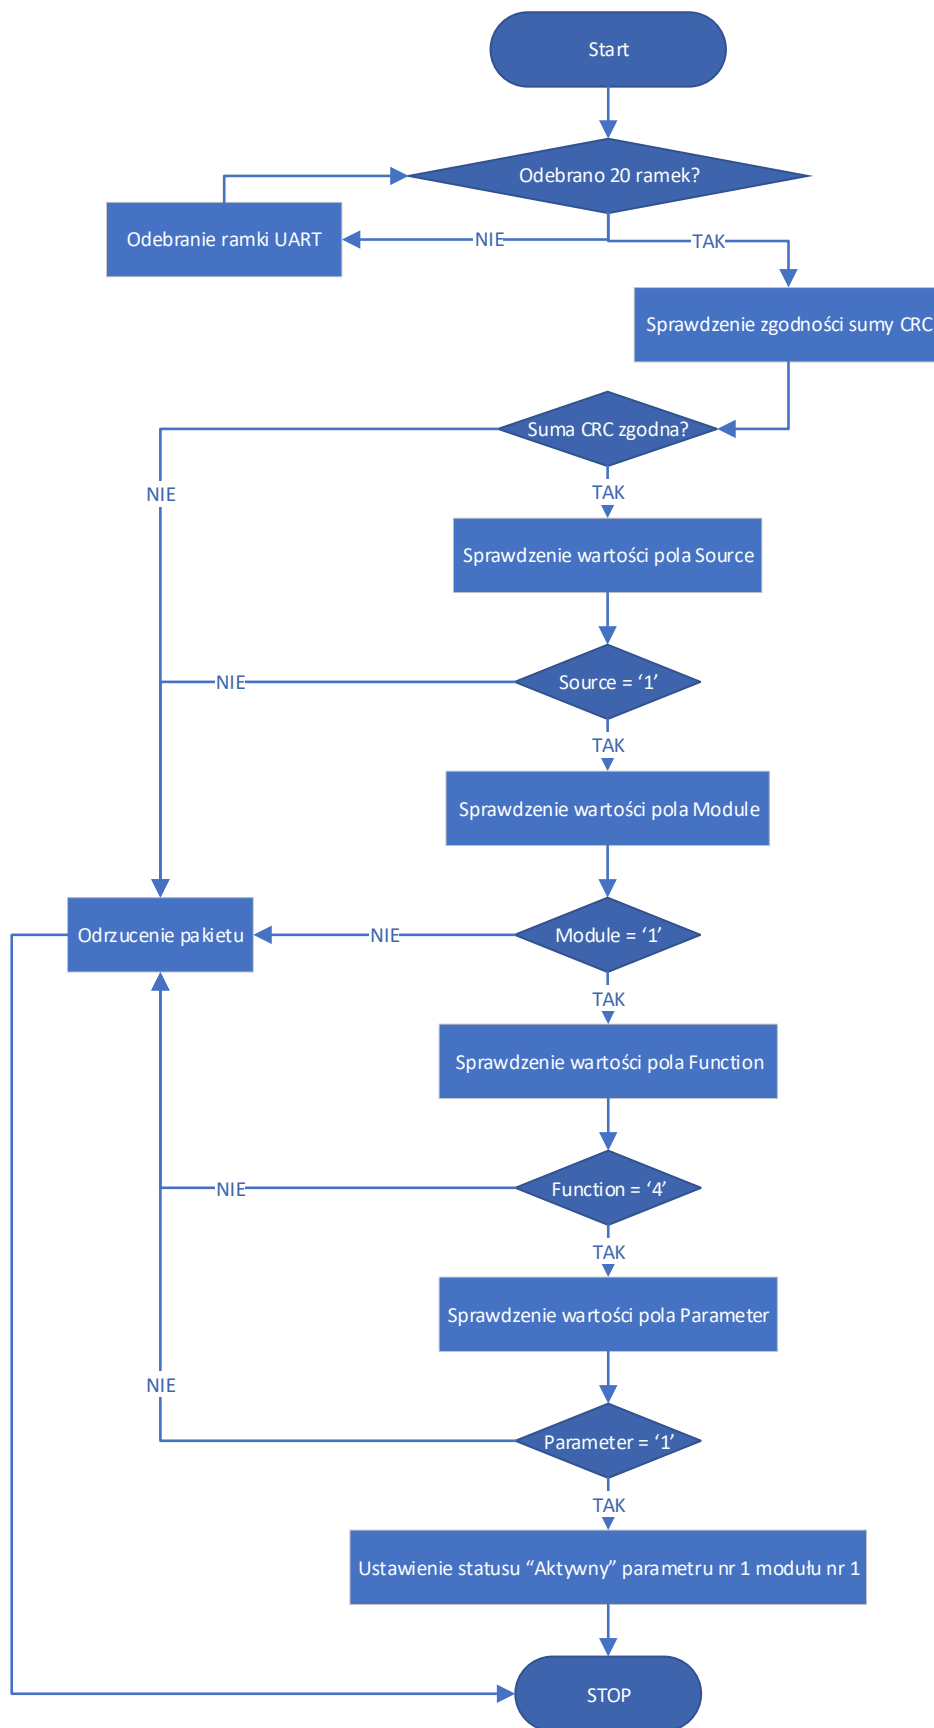 Start
Odebrano 20 ramek?
Odebranie ramki UART
NIE
TAK
Sprawdzenie zgodności sumy CRC
Suma CRC zgodna?
NIE
TAK
Sprawdzenie wartości pola Source
Source = ‘1’
NIE
TAK
Sprawdzenie wartości pola Module
Odrzucenie pakietu
NIE
Module = ‘1’
TAK
Sprawdzenie wartości pola Function
Function = ‘4’
NIE
TAK
Sprawdzenie wartości pola Parameter
NIE
Parameter = ‘1’
TAK
Ustawienie statusu “Aktywny” parametru nr 1 modułu nr 1
STOP